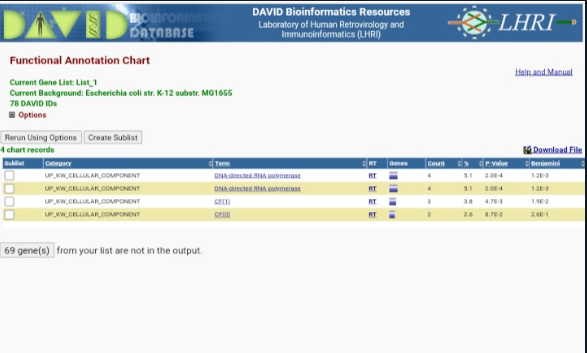 DAVID BIOINFORMATICS
DATABASE
DAVID Bioinformatics Resources
Laboratory of Human Retrovirology and
Immunoinformatics (LHRI)
LHRI
Functional Annotation Chart
Help and Manual
Current Gene List: List_1
Current Background: Escherichia coli str. K-12 substr. MG1655
78 DAVID IDs
Options
Rerun Using Options Create Sublist
4 chart records Download File
Sublist Category Term RT Genes Count % P-Value Benjamini
UP_KW_CELLULAR_COMPONENT DNA-directed RNA polymerase RT 4 5.1 2.0E-4 1.2E-3
UP_KW_CELLULAR_COMPONENT DNA-directed RNA polymerase RT 4 5.1 2.0E-4 1.2E-3
UP_KW_CELLULAR_COMPONENT CF(1) RT 3 3.8 4.7E-3 1.9E-2
UP_KW_CELLULAR_COMPONENT CF(0) RT 2 2.6 8.7E-2 2.6E-1
69 gene(s) from your list are not in the output.